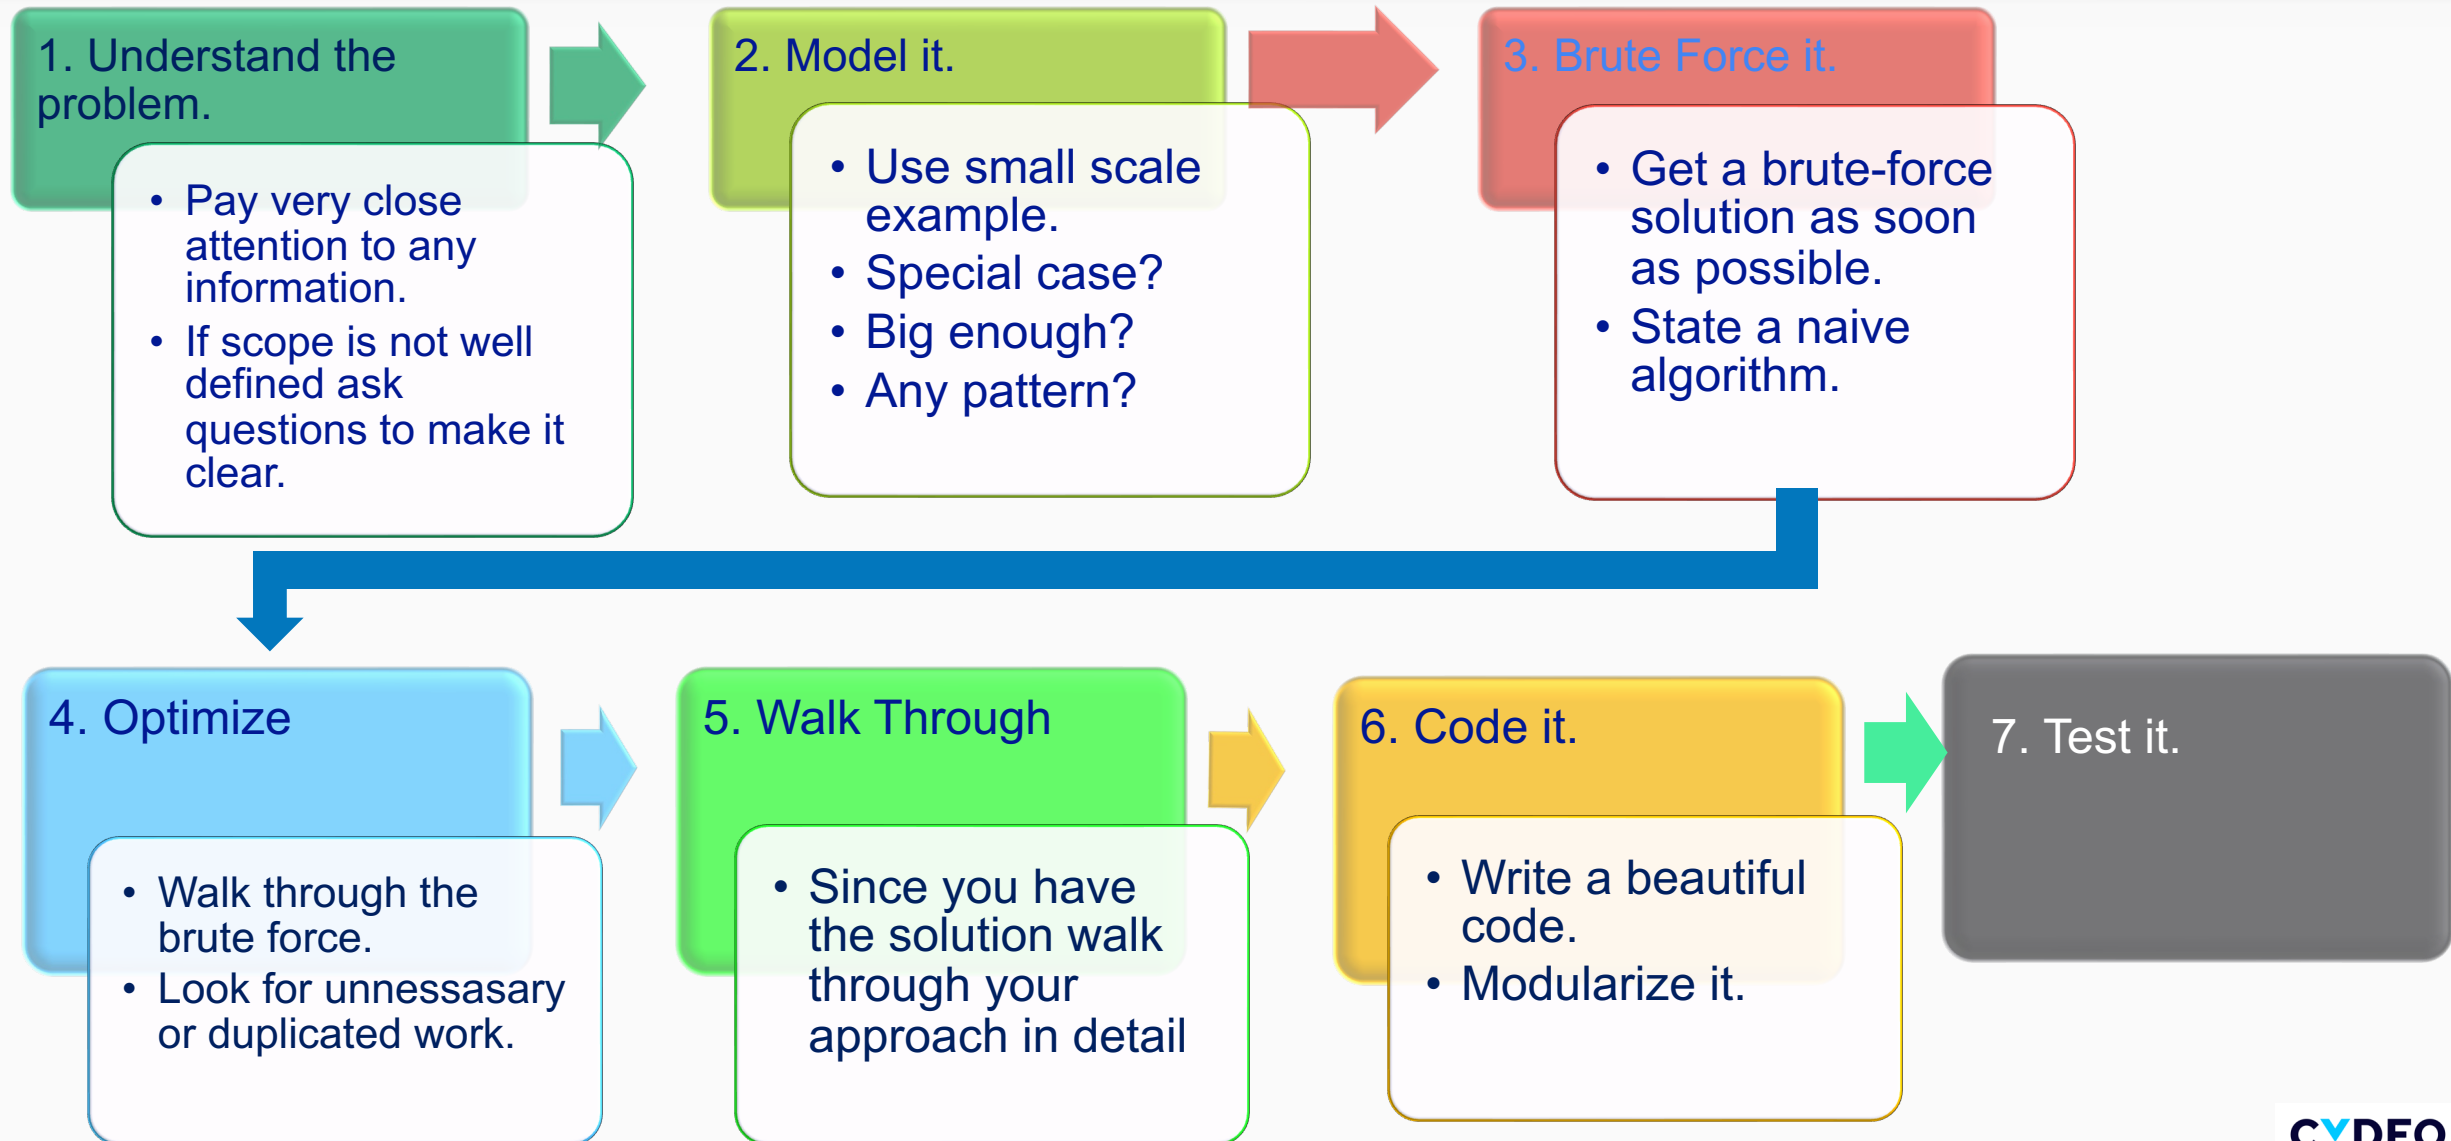 1. Understand the
problem.
• Pay very close
attention to any
information.
• If scope is not well
defined ask
questions to make it
clear.
2. Model it.
• Use small scale
example.
• Special case?
• Big enough?
• Any pattern?
3. Brute Force it.
• Get a brute-force
solution as soon
as possible.
• State a naive
algorithm.
4. Optimize
• Walk through the
brute force.
• Look for unnessasary
or duplicated work.
5. Walk Through
• Since you have
the solution walk
through your
approach in detail
6. Code it.
• Write a beautiful
code.
• Modularize it.
7. Test it.
CYDEO